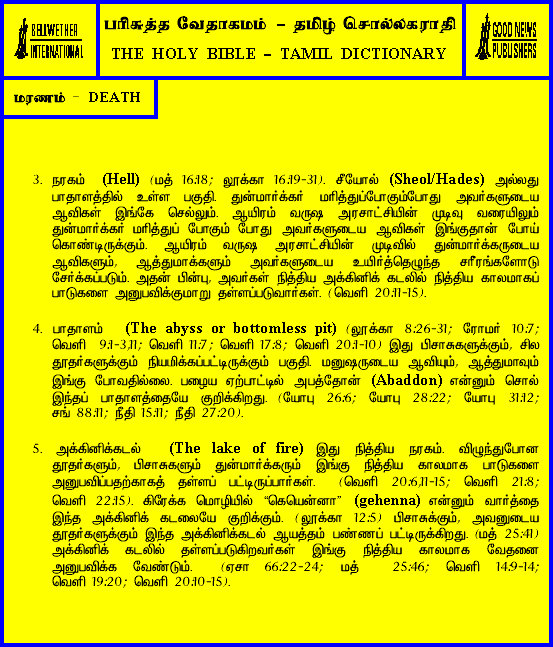 BELLWETHER
INTERNATIONAL
பரிசுத்த வேதாகமம் - தமிழ் சொல்லகராதி
THE HOLY BIBLE - TAMIL DICTIONARY
GOOD NEWS
PUBLISHERS
மரணம் - DEATH
3. நரகம் (Hell) (மத் 16:18; லூக்கா 16:19-31). சீயோல் (Sheol/Hades) அல்லது
பாதாளத்தில் உள்ள பகுதி. துன்மார்க்கர் மரித்துப்போகும்போது அவர்களுடைய
ஆவிகள் இங்கே செல்லும். ஆயிரம் வருஷ அரசாட்சியின் முடிவு வரையிலும்
துன்மார்க்கர் மரித்துப் போகும் போது அவர்களுடைய ஆவிகள் இங்குதான் போய்
கொண்டிருக்கும். ஆயிரம் வருஷ அரசாட்சியின் முடிவில் துன்மார்க்கருடைய
ஆவிகளும், ஆத்துமாக்களும் அவர்களுடைய உயிர்த்தெழுந்த சரீரங்களோடு
சேர்க்கப்படும். அதன் பின்பு, அவர்கள் நித்திய அக்கினிக் கடலில் நித்திய காலமாகப்
பாடுகளை அனுபவிக்குமாறு தள்ளப்படுவார்கள். (வெளி 20:11-15).
4. பாதாளம் (The abyss or bottomless pit) (லூக்கா 8:26-31; ரோமர் 10:7;
வெளி 9:1-3,11; வெளி 11:7; வெளி 17:8; வெளி 20:1-10) இது பிசாசுகளுக்கும், சில
தூதர்களுக்கும் நியமிக்கப்பட்டிருக்கும் பகுதி. மனுஷருடைய ஆவியும், ஆத்துமாவும்
இங்கு போவதில்லை. பழைய ஏற்பாட்டில் அபத்தோன் (Abaddon) என்னும் சொல்
இந்தப் பாதாளத்தையே குறிக்கிறது. (யோபு 26:6; யோபு 28:22; யோபு 31:12;
சங் 88:11; நீதி 15:11; நீதி 27:20).
5. அக்கினிக்கடல் (The lake of fire) இது நித்திய நரகம். விழுந்துபோன
தூதர்களும், பிசாசுகளும் துன்மார்க்கரும் இங்கு நித்திய காலமாக பாடுகளை
அனுபவிப்பதற்காகத் தள்ளப் பட்டிருப்பார்கள். (வெளி 20:6,11-15; வெளி 21:8;
வெளி 22:15). கிரேக்க மொழியில் "கெயென்னா" (gehenna) என்னும் வார்த்தை
இந்த அக்கினிக் கடலையே குறிக்கும். (லூக்கா 12:5) பிசாசுக்கும், அவனுடைய
தூதர்களுக்கும் இந்த அக்கினிக்கடல் ஆயத்தம் பண்ணப் பட்டிருக்கிறது. (மத் 25:41)
அக்கினிக் கடலில் தள்ளப்படுகிறவர்கள் இங்கு நித்திய காலமாக வேதனை
அனுபவிக்க வேண்டும். (ஏசா 66:22-24; மத் 25:46; வெளி 14:9-14;
வெளி 19:20; வெளி 20:10-15).